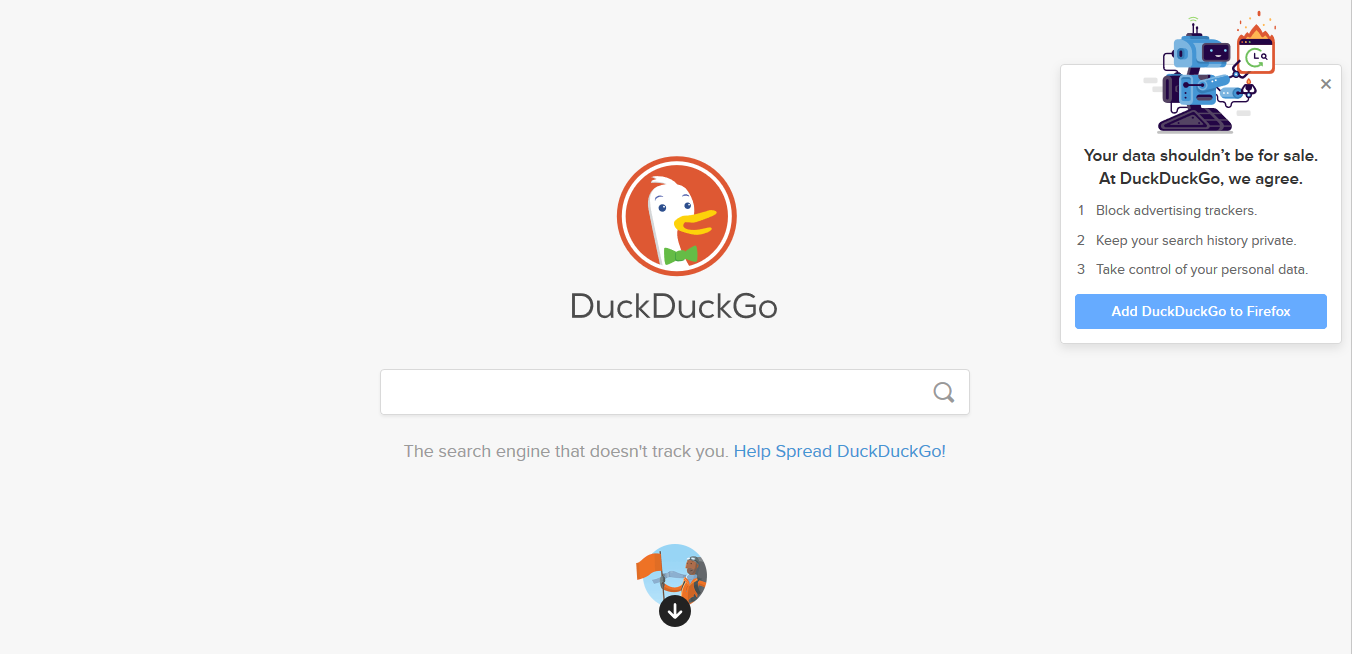 DuckDuckGo
The search engine that doesn't track you. Help Spread DuckDuckGo!
Your data shouldn’t be for sale.
At DuckDuckGo, we agree.
1 Block advertising trackers.
2 Keep your search history private.
3 Take control of your personal data.
Add DuckDuckGo to Firefox